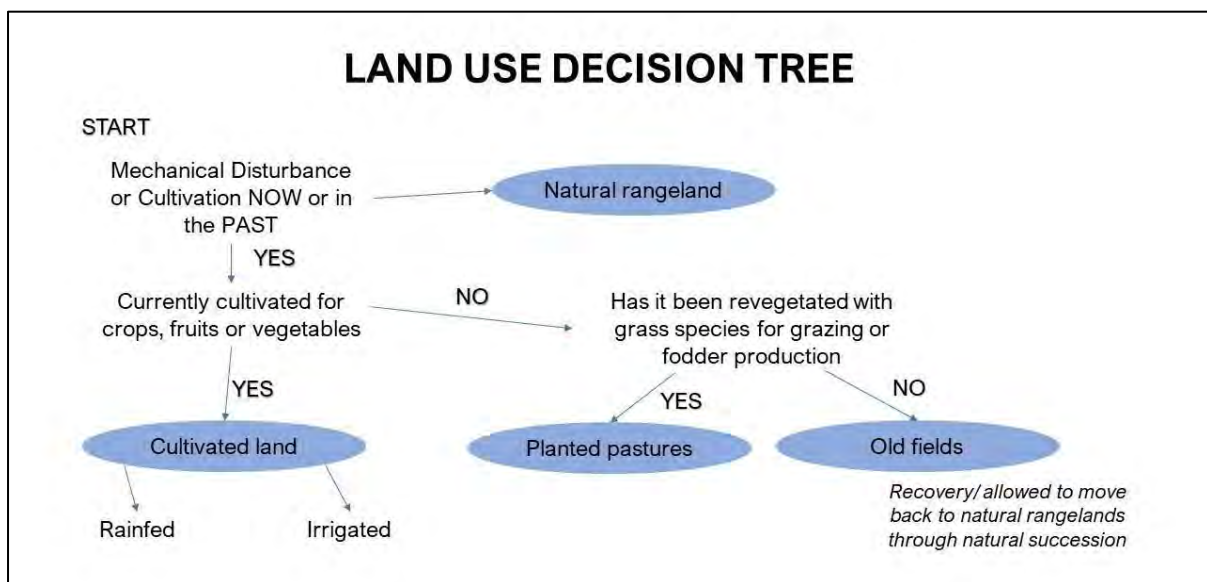 LAND USE DECISION TREE
START
Mechanical Disturbance
or Cultivation NOW or in
the PAST
Natural rangeland
YES
Currently cultivated for
crops, fruits or vegetables
NO
Has it been revegetated with
grass species for grazing or
fodder production
YES
YES
NO
Cultivated land
Planted pastures
Old fields
Rainfed
Irrigated
Recovery/ allowed to move
back to natural rangelands
through natural succession